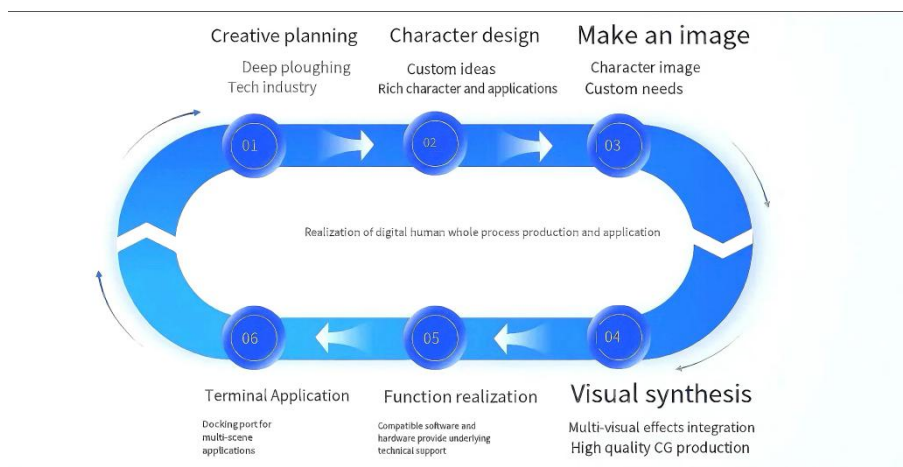 Creative planning
Deep ploughing
Tech industry
Character design
Custom ideas
Rich character and applications
Make an image
Character image
Custom needs
01
02
03
Realization of digital human whole process production and application
06
05
04
Terminal Application
Docking port for
multi-scene
applications
Function realization
Compatible software and
hardware provide underlying
technical support
Visual synthesis
Multi-visual effects integration
High quality CG production